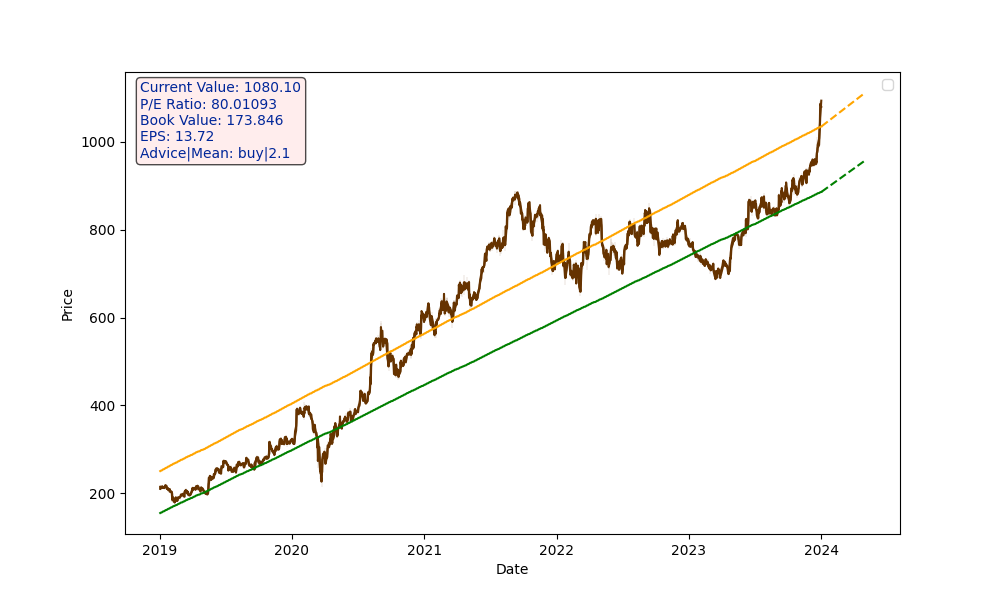 Current Value: 1080.10
P/E Ratio: 80.01093
Book Value: 173.846
EPS: 13.72
Advice|Mean: buy|2.1
1000
800
600
400
200
Price
2019 2020 2021 2022 2023 2024
Date